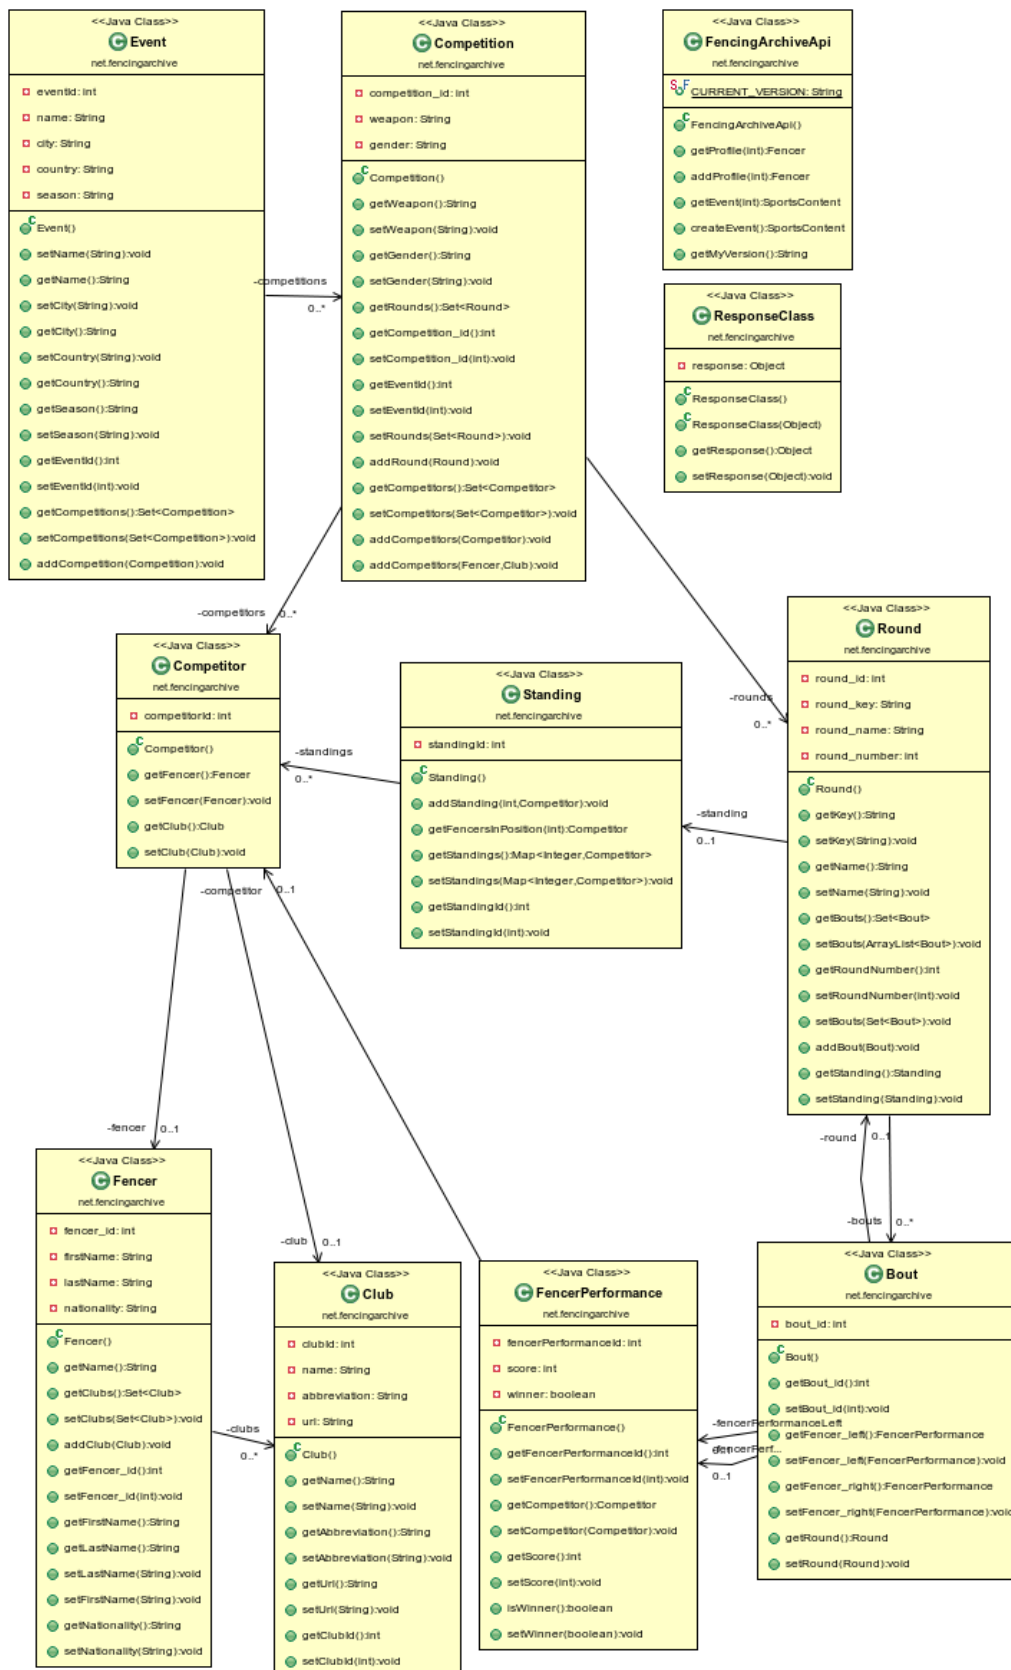 <<Java Class>>
Event
net.fencingarchive
eventId: int
name: String
city: String
country: String
season: String
Event()
setName(String):void
getName():String
setCity(String):void
getCity():String
setCountry(String):void
getCountry():String
getSeason():String
setSeason(String):void
getEventId():int
setEventId(int):void
getCompetitions():Set<Competition>
setCompetitions(Set<Competition>):void
addCompetition(Competition):void
-competitions
0..*
<<Java Class>>
Competition
net.fencingarchive
competition_id: int
weapon: String
gender: String
Competition()
getWeapon():String
setWeapon(String):void
getGender():String
setGender(String):void
getRounds():Set<Round>
getCompetition_id():int
setCompetition_id(int):void
getEventId():int
setEventId(int):void
setRounds(Set<Round>):void
addRound(Round):void
getCompetitors():Set<Competitor>
setCompetitors(Set<Competitor>):void
addCompetitors(Competitor):void
addCompetitors(Fencer,Club):void
<<Java Class>>
FencingArchiveApi
net.fencingarchive
CURRENT_VERSION: String
FencingArchiveApi()
getProfile(int):Fencer
addProfile(int):Fencer
getEvent(int):SportsContent
createEvent():SportsContent
getMyVersion():String
<<Java Class>>
ResponseClass
net.fencingarchive
response: Object
ResponseClass()
ResponseClass(Object)
getResponse():Object
setResponse(Object):void
-competitors
0..*
-rounds
0..*
<<Java Class>>
Competitor
net.fencingarchive
competitorId: int
Competitor()
getFencer():Fencer
setFencer(Fencer):void
getClub():Club
setClub(Club):void
-standings
0..*
<<Java Class>>
Standing
net.fencingarchive
standingId: int
Standing()
addStanding(int,Competitor):void
getFencersInPosition(int):Competitor
getStandings():Map<Integer,Competitor>
setStandings(Map<Integer,Competitor>):void
getStandingId():int
setStandingId(int):void
-standing
0..1
<<Java Class>>
Round
net.fencingarchive
round_id: int
round_key: String
round_name: String
round_number: int
Round()
getKey():String
setKey(String):void
getName():String
setName(String):void
getBouts():Set<Bout>
setBouts(ArrayList<Bout>):void
getRoundNumber():int
setRoundNumber(int):void
setBouts(Set<Bout>):void
addBout(Bout):void
getStanding():Standing
setStanding(Standing):void
-competitor
0..1
-fencer
0..1
-club
0..1
-round
0..1
-bouts
0..*
<<Java Class>>
Fencer
net.fencingarchive
fencer_id: int
firstName: String
lastName: String
nationality: String
Fencer()
getName():String
getClubs():Set<Club>
setClubs(Set<Club>):void
addClub(Club):void
getFencer_id():int
setFencer_id(int):void
getFirstName():String
getLastName():String
setLastName(String):void
setFirstName(String):void
getNationality():String
setNationality(String):void
-clubs
0..*
<<Java Class>>
Club
net.fencingarchive
clubId: int
name: String
abbreviation: String
url: String
Club()
getName():String
setName(String):void
getAbbreviation():String
setAbbreviation(String):void
getUrl():String
setUrl(String):void
getClubId():int
setClubId(int):void
<<Java Class>>
FencerPerformance
net.fencingarchive
fencerPerformanceId: int
score: int
winner: boolean
FencerPerformance()
getFencerPerformanceId():int
setFencerPerformanceId(int):void
getCompetitor():Competitor
setCompetitor(Competitor):void
getScore():int
setScore(int):void
isWinner():boolean
setWinner(boolean):void
-fencerPerformanceLeft
0..1
-fencerPerf...
0..1
<<Java Class>>
Bout
net.fencingarchive
bout_id: int
Bout()
getBout_id():int
setBout_id(int):void
getFencer_left():FencerPerformance
setFencer_left(FencerPerformance):void
getFencer_right():FencerPerformance
setFencer_right(FencerPerformance):void
getRound():Round
setRound(Round):void